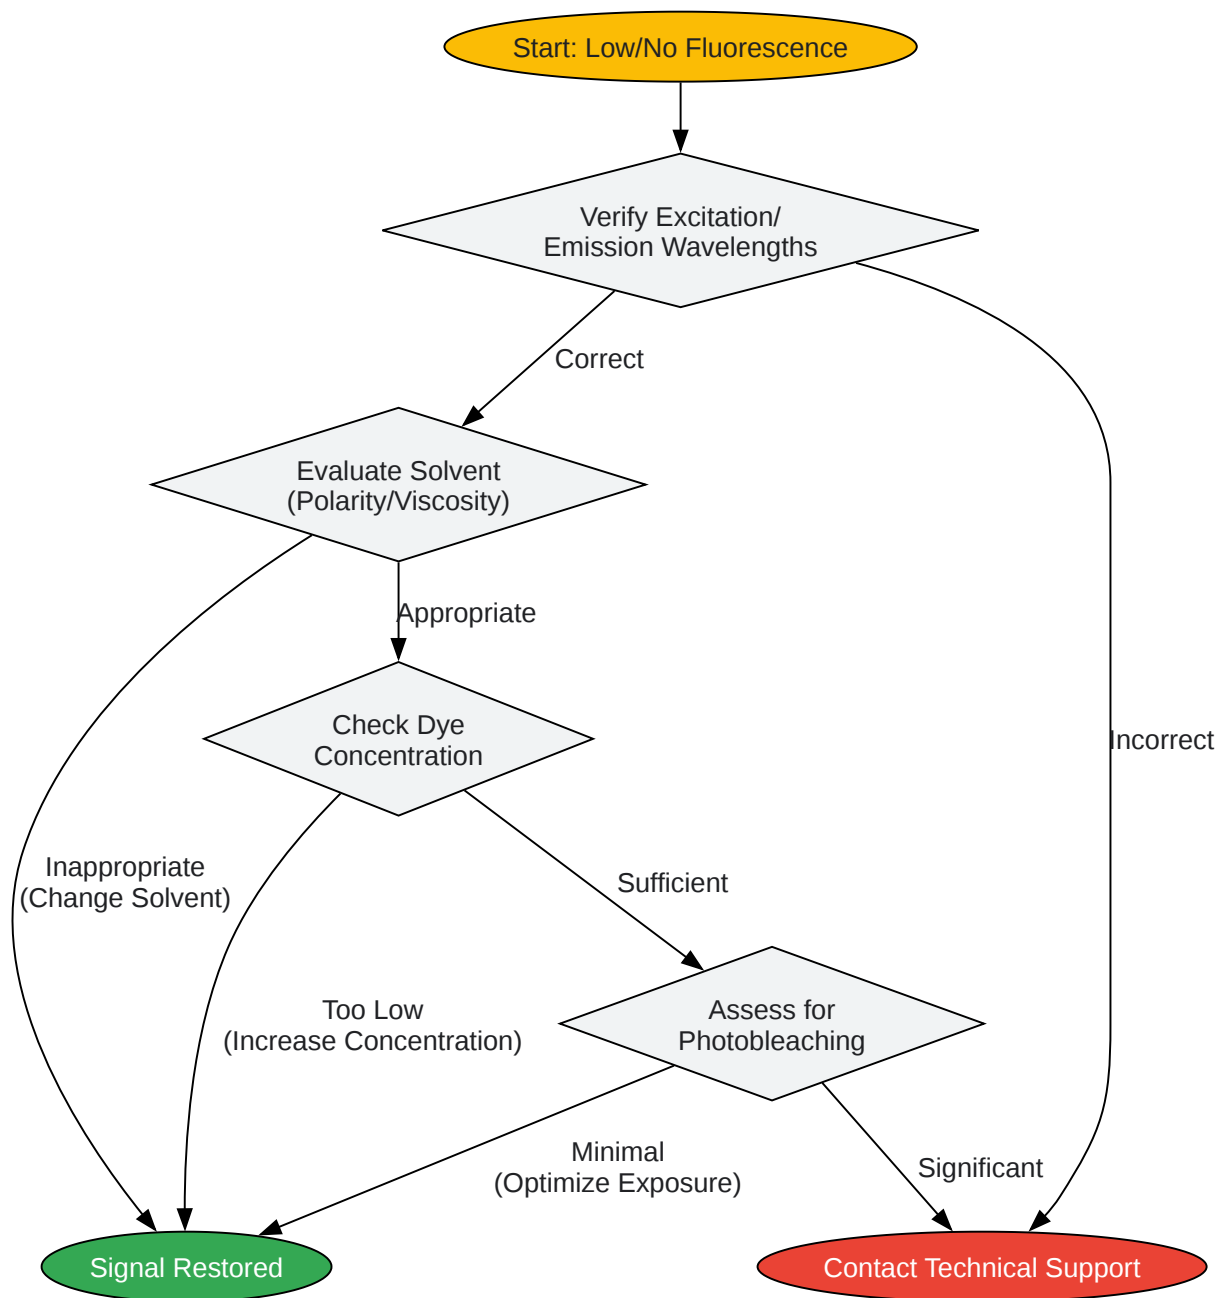 Start: Low/No Fluorescence
Verify Excitation/
Emission Wavelengths
Correct
Evaluate Solvent
(Polarity/Viscosity)
Appropriate
Check Dye
Concentration
Incorrect
Inappropriate
(Change Solvent)
Sufficient
Too Low
(Increase Concentration)
Assess for
Photobleaching
Minimal
(Optimize Exposure)
Significant
Signal Restored
Contact Technical Support